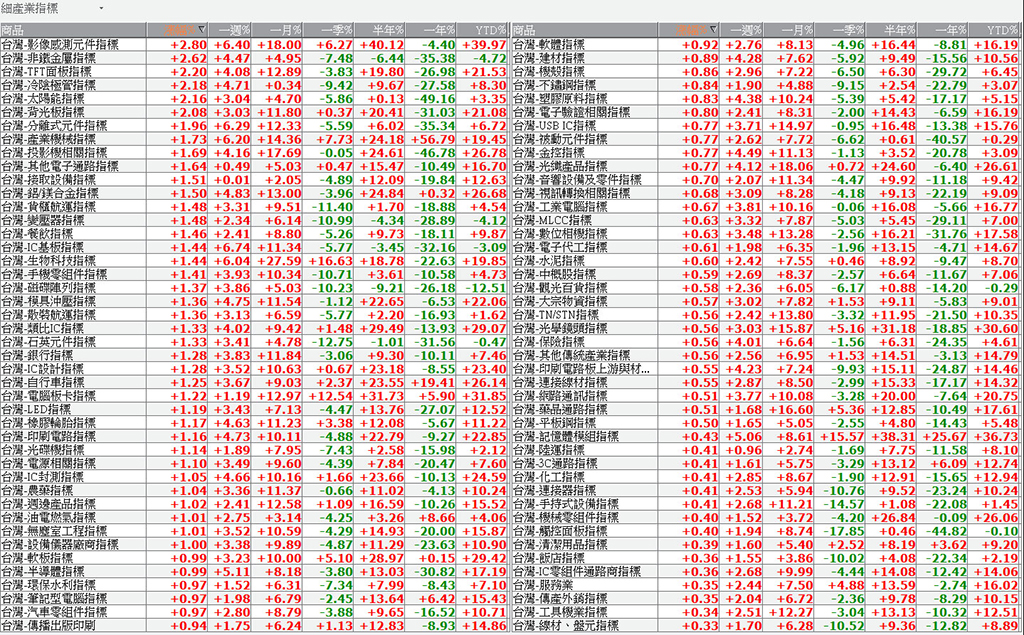 細產業指標
商品 一週% 一月% 一季% 半年% 一年% YTD%
台灣-影像感測元件指標 +2.80 +6.40 +18.00 +6.27 +40.12 -4.40 +39.97
台灣-非鐵金屬指標 +2.62 +4.47 +4.95 -7.48 -6.44 -35.38 -4.72
台灣-TFT面板指標 +2.20 +4.08 +12.89 -3.83 +19.80 -26.98 +21.53
台灣-冷陰極管指標 +2.18 +4.71 +0.34 -9.42 +9.67 -27.58 +8.30
台灣-太陽能指標 +2.16 +3.04 +4.70 -5.86 +0.13 -49.16 +3.35
台灣-背光板指標 +2.08 +3.03 +11.80 +0.37 +20.41 -31.03 +21.08
台灣-分離式元件指標 +1.96 +6.29 +12.33 -5.59 +6.02 -35.34 +6.72
台灣-產業機械指標 +1.73 +6.20 +14.36 +7.73 +24.18 +56.79 +19.45
台灣-投影機相關指標 +1.69 +4.16 +17.69 -0.05 +24.61 -46.78 +26.78
台灣-其他電子通路指標 +1.64 +0.49 +5.03 +0.47 +15.47 -10.49 +16.70
台灣-接取設備指標 +1.51 +0.01 +2.05 -4.89 +12.09 -19.84 +12.63
台灣-鋁/鎂合金指標 +1.50 +4.83 +13.00 -3.96 +24.84 +0.32 +26.68
台灣-貨櫃航運指標 +1.48 +3.31 +9.51 -11.40 +1.70 -18.88 +4.54
台灣-變壓器指標 +1.48 +2.34 +6.14 -10.99 -4.34 -28.89 -4.12
台灣-餐飲指標 +1.46 +2.41 +8.80 -5.26 +9.73 -18.11 +9.87
台灣-IC基板指標 +1.44 +6.74 +11.34 -5.77 -3.45 -32.16 -3.09
台灣-生物科技指標 +1.44 +6.04 +27.59 +16.63 +18.78 -22.63 +19.85
台灣-手機零組件指標 +1.41 +3.93 +10.34 -10.71 +3.61 -10.58 +4.73
台灣-磁碟陣列指標 +1.37 +3.86 +5.03 -10.23 -9.21 -26.18 -12.51
台灣-模具沖壓指標 +1.36 +4.75 +11.54 -1.12 +22.65 -6.53 +22.06
台灣-散裝航運指標 +1.36 +3.13 +6.59 -5.77 +2.20 -16.93 +1.62
台灣-類比IC指標 +1.33 +4.02 +9.42 +1.48 +29.49 -13.93 +29.07
台灣-石英元件指標 +1.33 +3.41 +4.78 -12.75 -1.01 -31.56 -0.47
台灣-銀行指標 +1.28 +3.83 +11.84 -3.06 +9.30 -10.11 +7.46
台灣-IC設計指標 +1.28 +3.52 +10.63 +0.67 +23.18 -8.55 +23.40
台灣-自行車指標 +1.25 +3.67 +9.03 +2.37 +23.55 +19.41 +26.14
台灣-電腦板卡指標 +1.22 +1.19 +12.97 +12.54 +31.73 +5.90 +31.85
台灣-LED指標 +1.19 +3.43 +7.13 -4.47 +13.76 -27.07 +12.52
台灣-橡膠輪胎指標 +1.17 +4.63 +11.23 +3.38 +12.08 -5.67 +11.22
台灣-印刷電路指標 +1.16 +4.73 +10.11 -4.88 +22.79 -9.27 +22.85
台灣-光碟機指標 +1.14 +1.89 +7.95 -7.43 +2.58 -15.98 +2.12
台灣-電源相關指標 +1.10 +3.49 +9.60 -4.39 +7.84 -20.47 +7.60
台灣-IC封測指標 +1.05 +4.66 +10.16 +1.66 +23.66 -10.13 +24.59
台灣-農藥指標 +1.04 +3.36 +11.37 -0.66 +11.02 -4.13 +10.24
台灣-週邊產品指標 +1.02 +2.41 +12.58 +1.09 +16.59 -10.26 +15.52
台灣-油電燃氣指標 +1.01 +2.75 +3.14 -4.25 +3.26 +8.66 +4.06
台灣-無塵室工程指標 +1.01 +3.52 +10.59 -4.29 +14.93 -20.00 +15.87
台灣-設備儀器廠商指標 +1.00 +3.38 +9.89 -4.87 +11.29 -23.63 +10.90
台灣-軟板指標 +0.99 +3.23 +10.00 +5.10 +28.97 +0.15 +29.42
台灣-半導體指標 +0.99 +5.11 +8.18 -3.80 +13.03 -30.82 +17.19
台灣-環保水利指標 +0.97 +1.52 +6.31 -7.34 +7.99 -8.43 +7.10
台灣-筆記型電腦指標 +0.97 +1.98 +6.79 -2.45 +13.64 +6.42 +15.43
台灣-汽車零組件指標 +0.97 +2.80 +8.79 -3.88 +9.65 -16.52 +10.71
台灣-傳播出版印刷 +0.94 +1.75 +6.24 +1.13 +12.83 -8.93 +14.86
商品 一週% 一月% 一季% 半年% 一年% YTD%
台灣-軟體指標 +0.92 +2.76 +8.13 -4.96 +16.44 -8.81 +16.19
台灣-建材指標 +0.89 +4.28 +7.62 -5.92 +9.49 -15.56 +10.56
台灣-機殼指標 +0.86 +2.96 +7.22 -6.50 +6.30 -29.72 +6.45
台灣-不鏽鋼指標 +0.84 +1.90 +4.88 -9.15 +2.54 -22.79 +3.07
台灣-塑膠原料指標 +0.83 +4.38 +10.24 -5.39 +5.42 -17.17 +5.15
台灣-電子驗證相關指標 +0.80 +2.41 +8.31 -2.00 +14.43 -6.59 +16.19
台灣-USB IC指標 +0.77 +3.71 +14.97 -0.95 +16.48 -13.38 +15.76
台灣-被動元件指標 +0.77 +2.62 +7.72 -6.62 +0.61 -40.57 +0.29
台灣-金控指標 +0.77 +4.49 +11.13 -1.13 +3.52 -20.78 +3.09
台灣-光纖產品指標 +0.77 +4.12 +18.06 +0.72 +24.60 -6.40 +26.61
台灣-音響設備及零件指標 +0.70 +2.07 +11.34 -4.47 +9.92 -11.18 +9.42
台灣-視訊轉換相關指標 +0.68 +3.09 +8.28 -4.18 +9.13 -22.19 +9.09
台灣-工業電腦指標 +0.67 +3.81 +10.16 -0.06 +16.08 -5.66 +16.77
台灣-MLCC指標 +0.63 +3.32 +7.87 -5.03 +5.45 -29.11 +7.00
台灣-數位相機指標 +0.63 +3.48 +13.28 -2.56 +16.21 -31.76 +17.58
台灣-電子代工指標 +0.61 +1.98 +6.35 -1.96 +13.15 -4.71 +14.67
台灣-水泥指標 +0.60 +2.42 +7.55 +0.46 +8.92 -9.47 +8.70
台灣-中概股指標 +0.59 +2.69 +8.37 -2.57 +6.64 -11.67 +7.06
台灣-觀光百貨指標 +0.58 +2.36 +6.05 -6.17 +0.88 -14.20 -0.29
台灣-大宗物資指標 +0.57 +3.02 +7.82 +1.53 +9.11 -5.83 +9.01
台灣-TN/STN指標 +0.56 +2.42 +13.80 -3.32 +11.95 -21.50 +10.35
台灣-光學鏡頭指標 +0.56 +3.03 +15.87 +5.16 +31.18 -18.85 +30.60
台灣-保險指標 +0.56 +4.01 +6.64 -1.56 +6.31 -24.35 +4.61
台灣-其他傳統產業指標 +0.56 +2.56 +6.95 +1.53 +14.51 -3.13 +14.79
台灣-印刷電路板上游與材... +0.55 +4.23 +7.24 -9.93 +15.11 -24.87 +14.46
台灣-連接線材指標 +0.55 +2.87 +8.50 -2.99 +15.33 -17.17 +14.32
台灣-網路通訊指標 +0.51 +3.77 +10.08 -3.28 +20.00 -7.64 +20.75
台灣-藥品通路指標 +0.51 +1.68 +16.60 +5.36 +12.85 -10.49 +17.61
台灣-平板鋼指標 +0.50 +1.65 +5.05 -2.55 +4.80 -14.43 +5.48
台灣-記憶體模組指標 +0.43 +5.06 +8.61 +15.57 +38.31 +25.67 +36.73
台灣-陸運指標 +0.41 +0.96 +2.74 -1.69 +7.75 -11.58 +8.10
台灣-3C通路指標 +0.41 +1.61 +5.75 -3.29 +13.12 +6.09 +12.74
台灣-化工指標 +0.41 +2.85 +8.67 -1.90 +12.91 -15.65 +12.94
台灣-連接器指標 +0.41 +2.53 +5.94 -10.76 +9.52 -23.24 +10.24
台灣-手持式設備指標 +0.41 +2.68 +11.21 -14.57 +1.08 -22.08 +1.45
台灣-機械零組件指標 +0.40 +1.52 +3.72 -4.20 +26.84 -0.09 +26.06
台灣-觸控面板指標 +0.40 +1.94 +8.74 -17.85 +0.46 -44.82 -0.10
台灣-清潔用品指標 +0.39 +1.60 +5.40 +2.52 +8.19 +3.62 +9.20
台灣-飯店指標 +0.36 +1.55 +3.86 -10.02 +4.08 -22.34 +2.19
台灣-IC零組件通路商指標 +0.36 +2.68 +9.99 -4.44 +14.08 -12.42 +14.06
台灣-服務業 +0.35 +2.44 +7.50 +4.88 +13.59 -2.74 +16.02
台灣-傳產外銷指標 +0.35 +2.04 +6.72 -2.36 +9.78 -8.29 +10.15
台灣-工具機業指標 +0.34 +2.51 +12.27 -3.04 +13.13 -10.32 +12.51
台灣-線材、盤元指標 +0.33 +1.70 +6.28 -10.52 +9.36 -12.82 +8.89